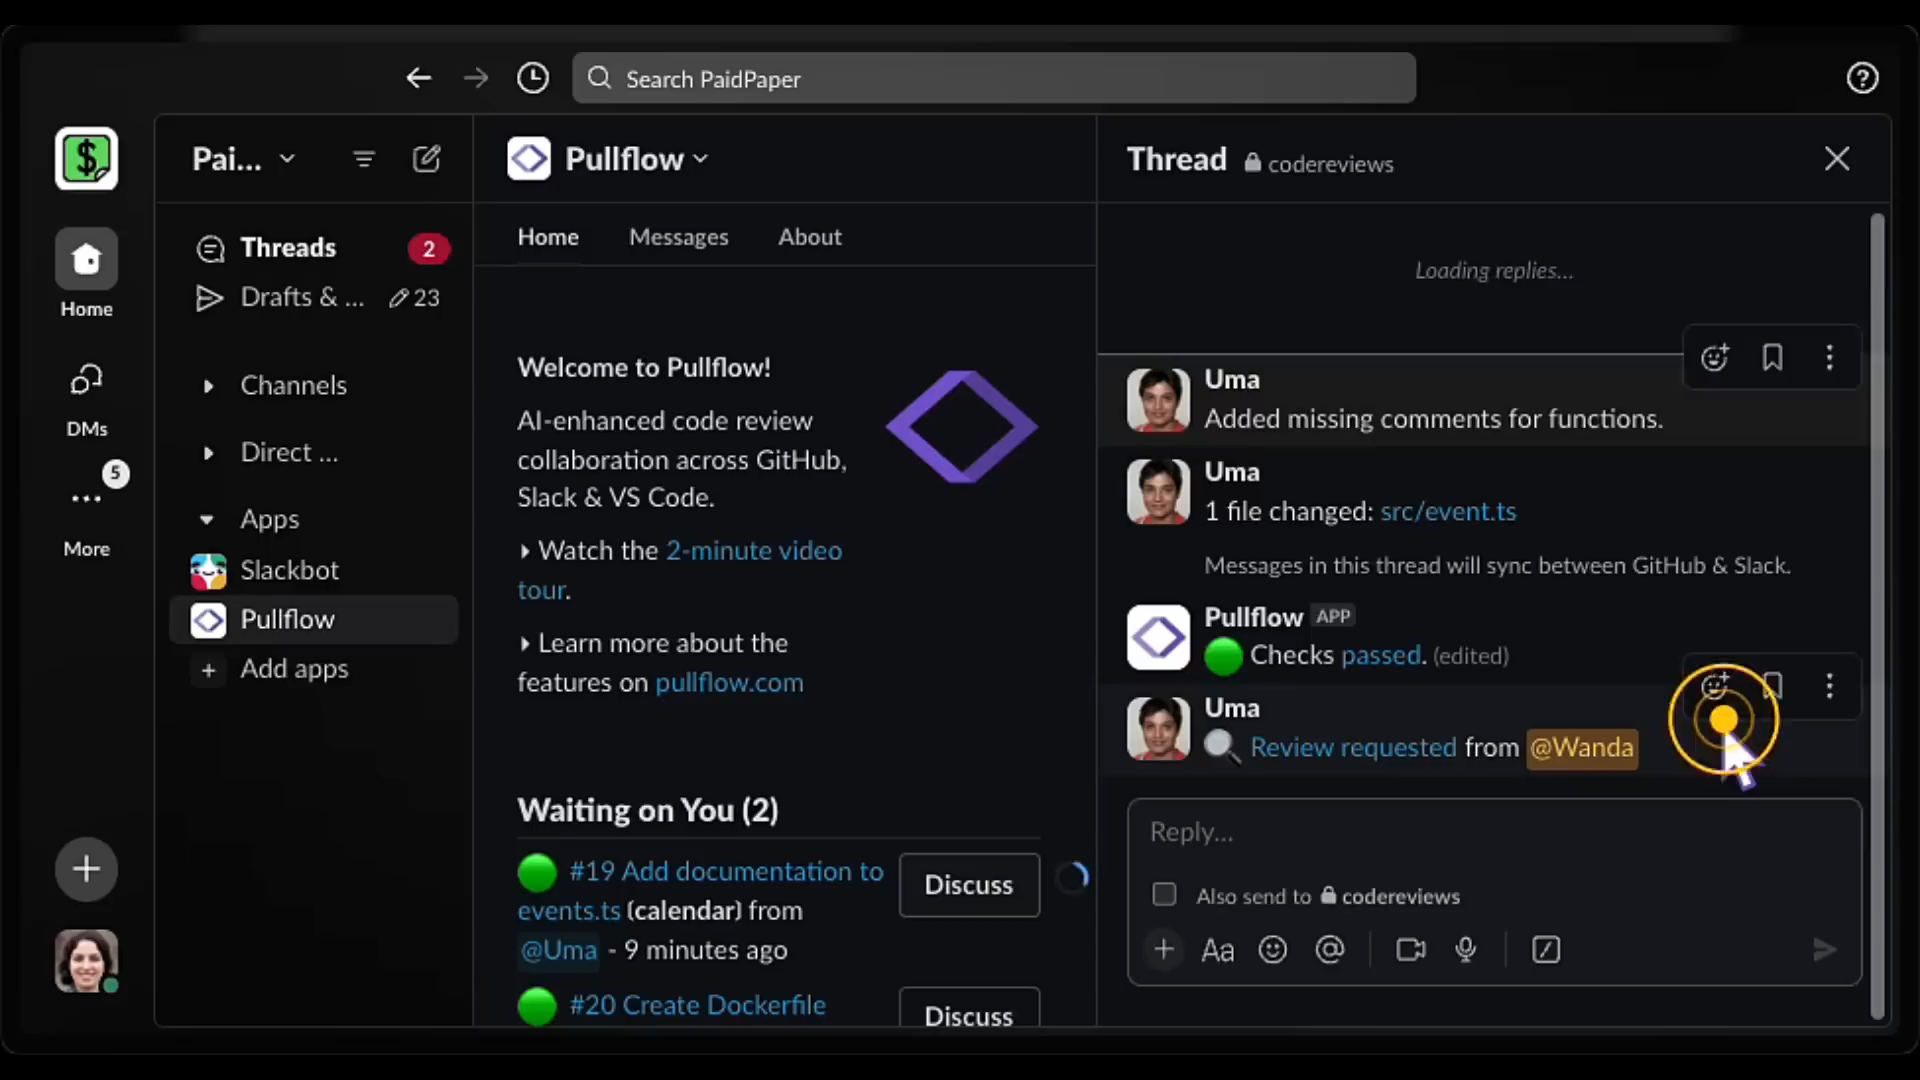 Search PaidPaper
$
Home
DMs
5
More
Pai...
Threads
2
Drafts & ...
23
Channels
Direct ...
Apps
Slackbot
Pullflow
Add apps
Pullflow
Home Messages About
Welcome to Pullflow!
AI-enhanced code review
collaboration across GitHub,
Slack & VS Code.
Watch the 2-minute video
tour.
Learn more about the
features on pullflow.com
Waiting on You (2)
#19 Add documentation to
events.ts (calendar) from
@Uma - 9 minutes ago
Discuss
#20 Create Dockerfile
Discuss
Thread codereviews
Loading replies...
Uma
Added missing comments for functions.
Uma
1 file changed: src/event.ts
Messages in this thread will sync between GitHub & Slack.
Pullflow APP
Checks passed. (edited)
Uma
Review requested from @Wanda
Reply...
Also send to codereviews
Aa